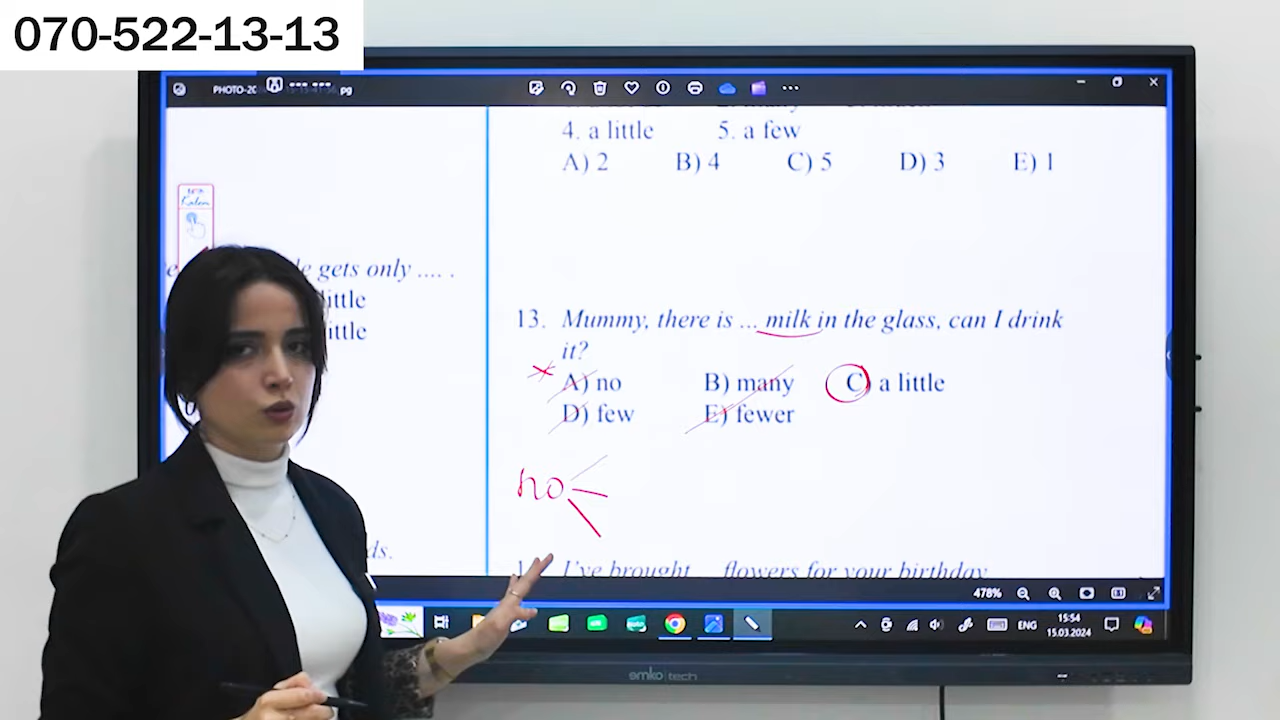 070-522-13-13
4. a little 5. a few
A) 2 B) 4 C) 5 D) 3 E) 1
Kalem
gets only .... .
little
little
13. Mummy, there is ... milk in the glass, can I drink
it?
A) no B) many C) a little
D) few E) fewer
no
ds.
I've brought flowers for your birthday
478%
ENG
15:54
15.03.2024
emko tech